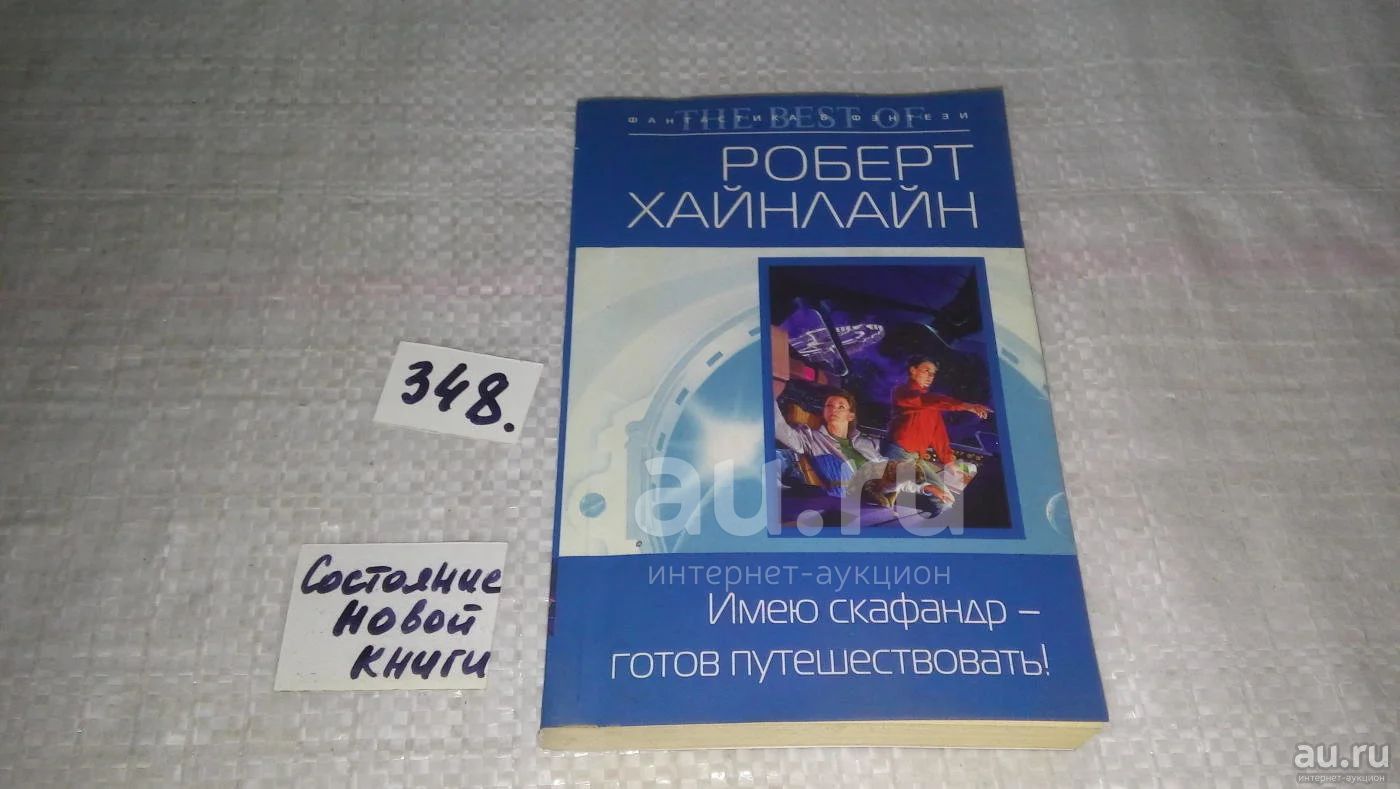 THE BEST OF
ФАНТАСТИКА & ФЭНТЕЗИ
РОБЕРТ
ХАЙНЛАЙН
348.
au.ru
интернет-аукцион
Состояние
новой
книги
Имею скафандр –
готов путешествовать!
au.ru
интернет-аукцион